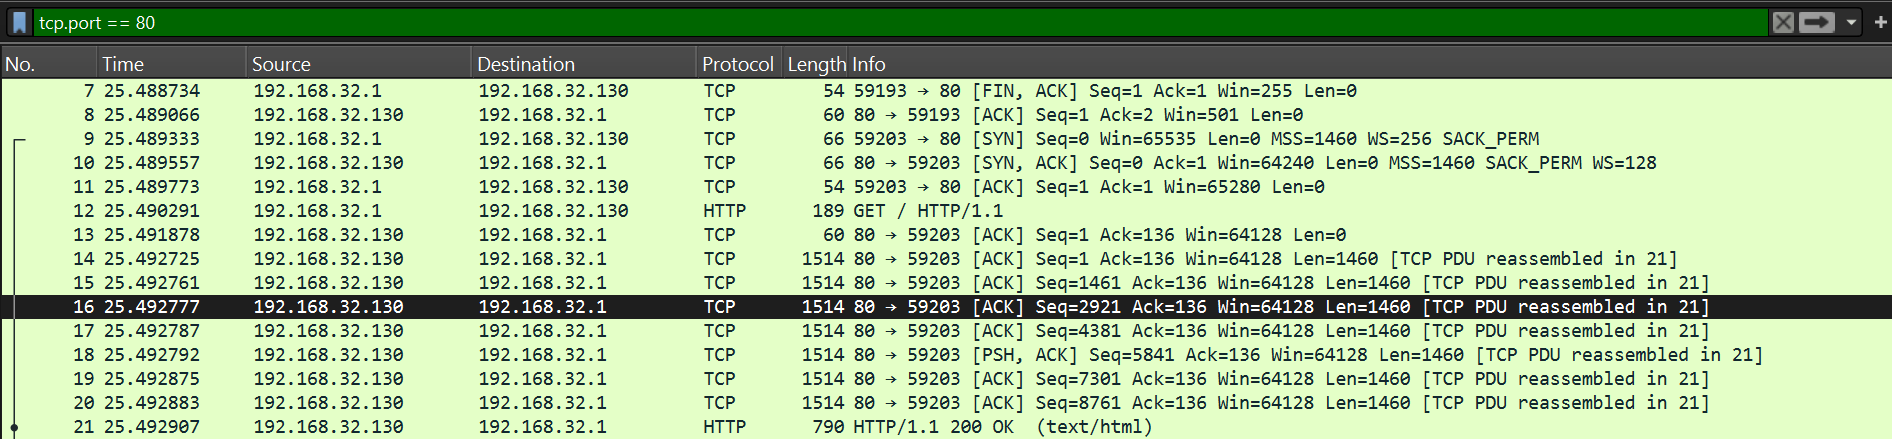 tcp.port == 80
No. Time Source Destination Protocol Length Info
7 25.488734 192.168.32.1 192.168.32.130 TCP 54 59193 → 80 [FIN, ACK] Seq=1 Ack=1 Win=255 Len=0
8 25.489066 192.168.32.130 192.168.32.1 TCP 60 80 → 59193 [ACK] Seq=1 Ack=2 Win=501 Len=0
9 25.489333 192.168.32.1 192.168.32.130 TCP 66 59203 → 80 [SYN] Seq=0 Win=65535 Len=0 MSS=1460 WS=256 SACK_PERM
10 25.489557 192.168.32.130 192.168.32.1 TCP 66 80 → 59203 [SYN, ACK] Seq=0 Ack=1 Win=64240 Len=0 MSS=1460 SACK_PERM WS=128
11 25.489773 192.168.32.1 192.168.32.130 TCP 54 59203 → 80 [ACK] Seq=1 Ack=1 Win=65280 Len=0
12 25.490291 192.168.32.1 192.168.32.130 HTTP 189 GET / HTTP/1.1
13 25.491878 192.168.32.130 192.168.32.1 TCP 60 80 → 59203 [ACK] Seq=1 Ack=136 Win=64128 Len=0
14 25.492725 192.168.32.130 192.168.32.1 TCP 1514 80 → 59203 [ACK] Seq=1 Ack=136 Win=64128 Len=1460 [TCP PDU reassembled in 21]
15 25.492761 192.168.32.130 192.168.32.1 TCP 1514 80 → 59203 [ACK] Seq=1461 Ack=136 Win=64128 Len=1460 [TCP PDU reassembled in 21]
16 25.492777 192.168.32.130 192.168.32.1 TCP 1514 80 → 59203 [ACK] Seq=2921 Ack=136 Win=64128 Len=1460 [TCP PDU reassembled in 21]
17 25.492787 192.168.32.130 192.168.32.1 TCP 1514 80 → 59203 [ACK] Seq=4381 Ack=136 Win=64128 Len=1460 [TCP PDU reassembled in 21]
18 25.492792 192.168.32.130 192.168.32.1 TCP 1514 80 → 59203 [PSH, ACK] Seq=5841 Ack=136 Win=64128 Len=1460 [TCP PDU reassembled in 21]
19 25.492875 192.168.32.130 192.168.32.1 TCP 1514 80 → 59203 [ACK] Seq=7301 Ack=136 Win=64128 Len=1460 [TCP PDU reassembled in 21]
20 25.492883 192.168.32.130 192.168.32.1 TCP 1514 80 → 59203 [ACK] Seq=8761 Ack=136 Win=64128 Len=1460 [TCP PDU reassembled in 21]
21 25.492907 192.168.32.130 192.168.32.1 HTTP 790 HTTP/1.1 200 OK  (text/html)